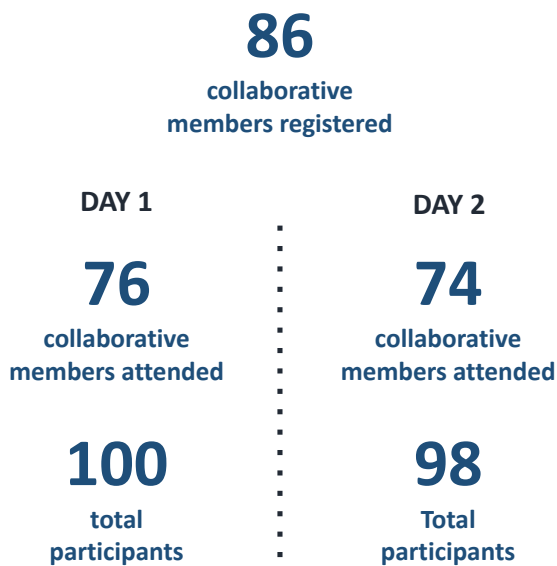 86
collaborative
members registered
DAY 1
76
collaborative
members attended
100
total
participants
DAY 2
74
collaborative
members attended
98
Total
participants